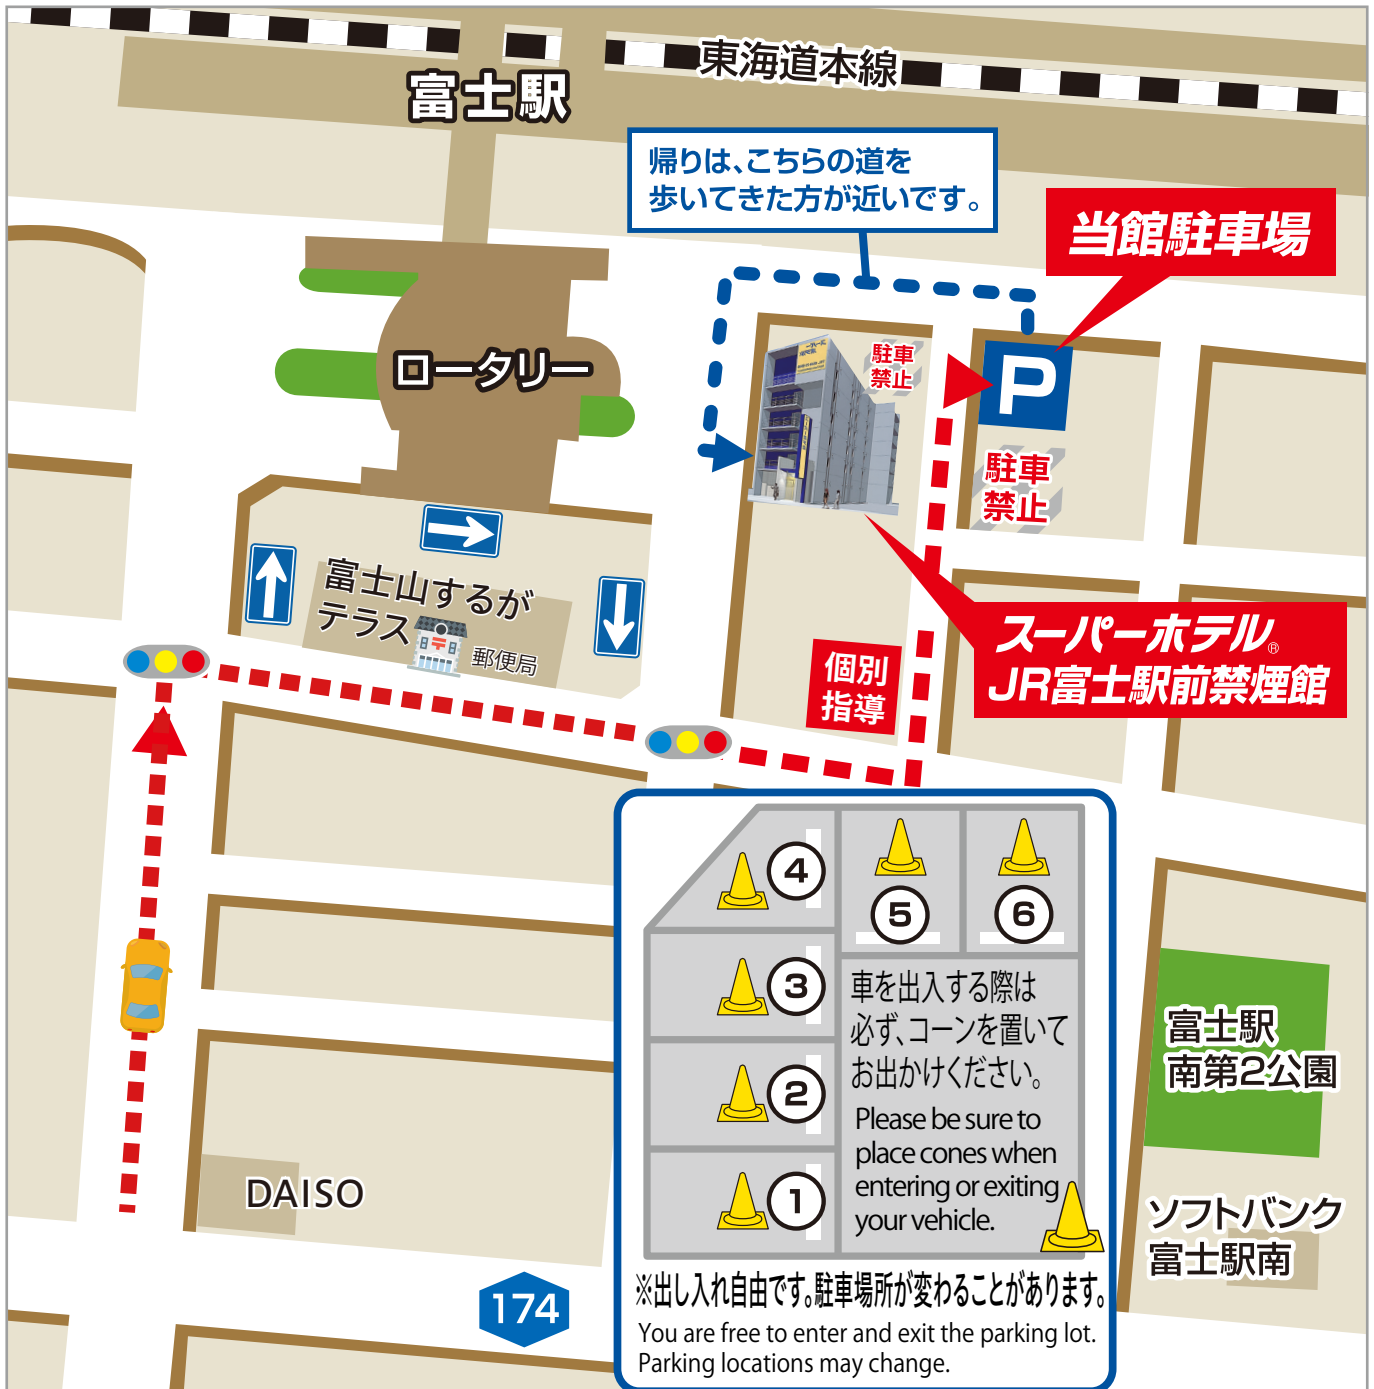 東海道本線
富士駅
帰りは、こちらの道を
歩いてきた方が近いです。
当館駐車場
ロータリー
駐車
禁止
P
駐車
禁止
富士山するが
テラス
郵便局
スーパーホテル®
JR富士駅前禁煙館
個別
指導
4
5
6
3
2
1
車を出入する際は
必ず、コーンを置いて
お出かけください。
Please be sure to
place cones when
entering or exiting
your vehicle.
※出し入れ自由です。駐車場所が変わることがあります。
You are free to enter and exit the parking lot.
Parking locations may change.
富士駅
南第2公園
DAISO
ソフトバンク
富士駅南
174